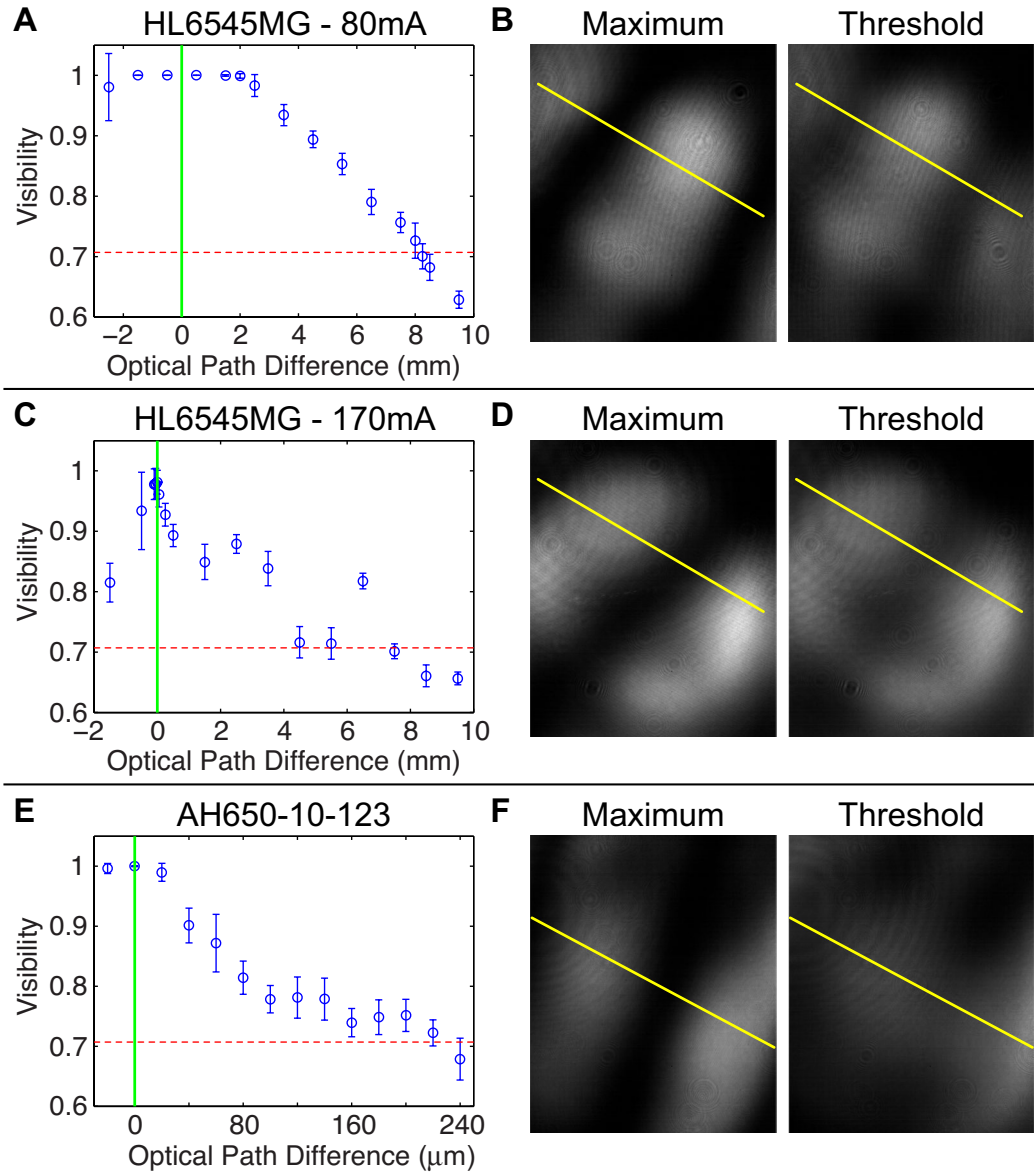 A
HL6545MG - 80mA
Visibility
1
0.9
0.8
0.7
0.6
−2 0 2 4 6 8 10
Optical Path Difference (mm)
B
Maximum Threshold
C
HL6545MG - 170mA
Visibility
1
0.9
0.8
0.7
0.6
−2 0 2 4 6 8 10
Optical Path Difference (mm)
D
Maximum Threshold
E
AH650-10-123
Visibility
1
0.9
0.8
0.7
0.6
0 80 160 240
Optical Path Difference (μm)
F
Maximum Threshold